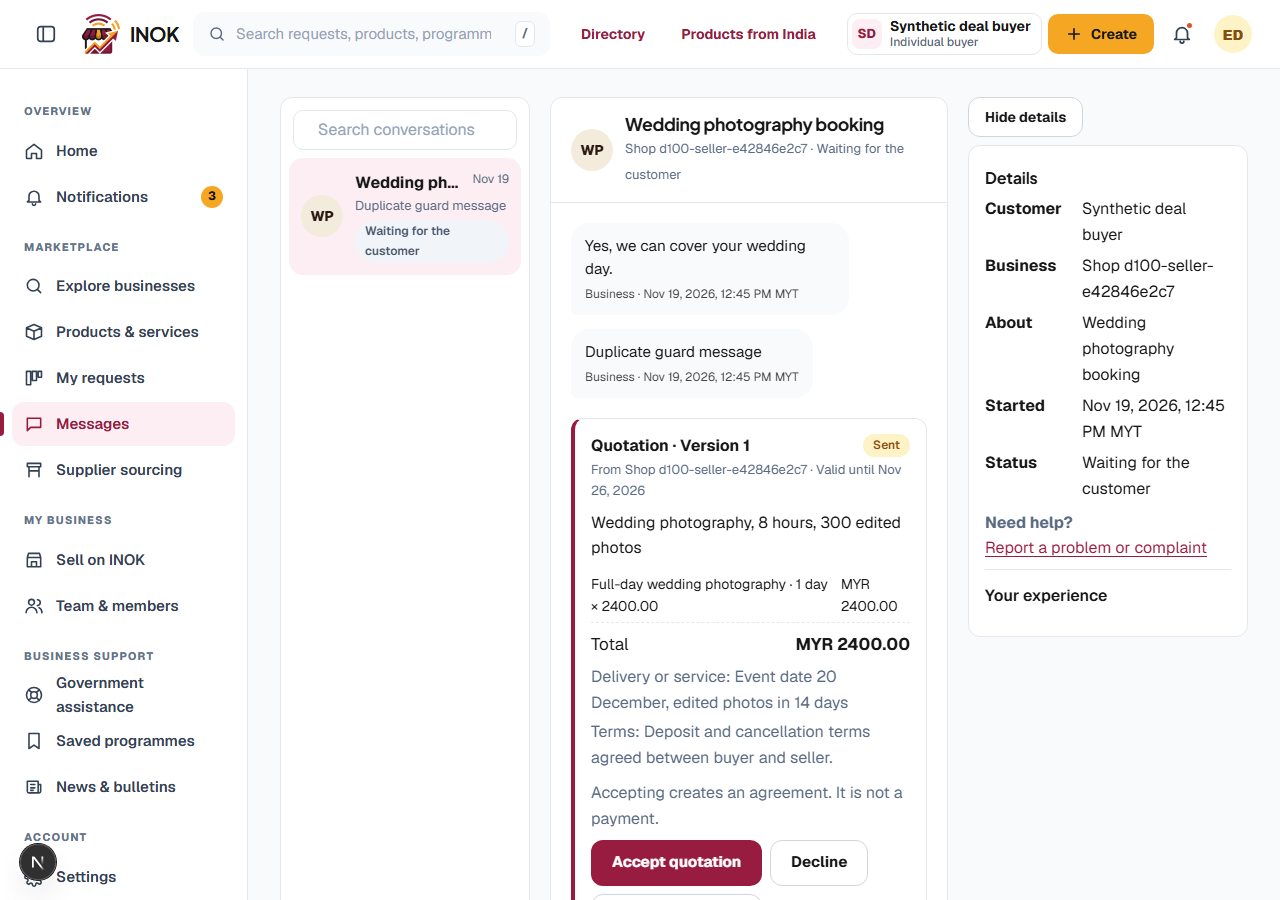 INOK
Search requests, products, programm
/
Directory
Products from India
SD
Synthetic deal buyer
Individual buyer
Create
ED
OVERVIEW
Home
Notifications
3
MARKETPLACE
Explore businesses
Products & services
My requests
Messages
Supplier sourcing
MY BUSINESS
Sell on INOK
Team & members
BUSINESS SUPPORT
Government
assistance
Saved programmes
News & bulletins
ACCOUNT
N
Settings
Search conversations
WP
Wedding ph...
Nov 19
Duplicate guard message
Waiting for the
customer
WP
Wedding photography booking
Shop d100-seller-e42846e2c7 · Waiting for the
customer
Yes, we can cover your wedding
day.
Business · Nov 19, 2026, 12:45 PM MYT
Duplicate guard message
Business · Nov 19, 2026, 12:45 PM MYT
Quotation · Version 1
Sent
From Shop d100-seller-e42846e2c7 · Valid until Nov
26, 2026
Wedding photography, 8 hours, 300 edited
photos
Full-day wedding photography · 1 day
× 2400.00
MYR
2400.00
Total
MYR 2400.00
Delivery or service: Event date 20
December, edited photos in 14 days
Terms: Deposit and cancellation terms
agreed between buyer and seller.
Accepting creates an agreement. It is not a
payment.
Accept quotation
Decline
Hide details
Details
Customer
Synthetic deal
buyer
Business
Shop d100-seller-
e42846e2c7
About
Wedding
photography
booking
Started
Nov 19, 2026, 12:45
PM MYT
Status
Waiting for the
customer
Need help?
Report a problem or complaint
Your experience